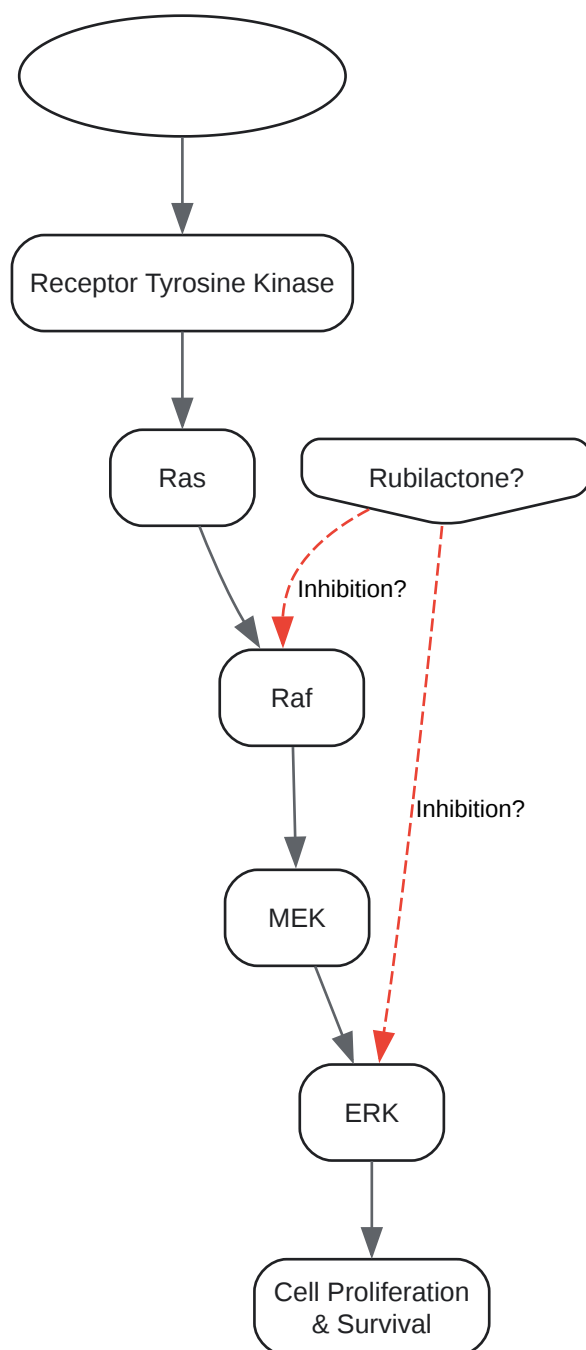 Receptor Tyrosine Kinase
Ras
Rubilactone?
Inhibition?
Raf
Inhibition?
MEK
ERK
Cell Proliferation
& Survival